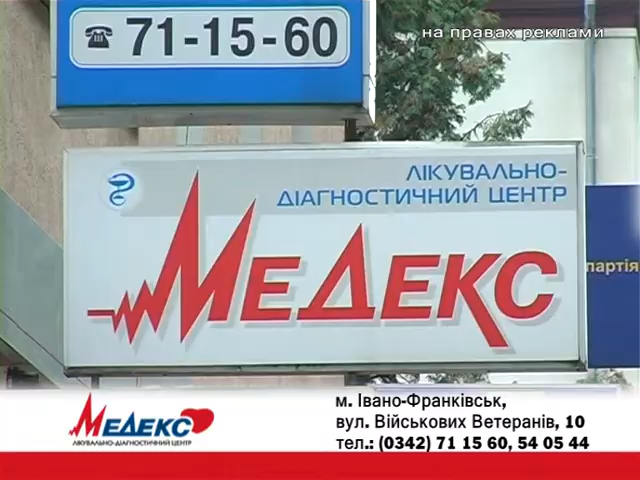 ☎ 71-15-60
на правах реклами
ЛІКУВАЛЬНО-
ДІАГНОСТИЧНИЙ ЦЕНТР
МЕДЕКС
партія
МЕДЕКС
ЛІКУВАЛЬНО-ДІАГНОСТИЧНИЙ ЦЕНТР
м. Івано-Франківськ,
вул. Військових Ветеранів, 10
тел.: (0342) 71 15 60, 54 05 44